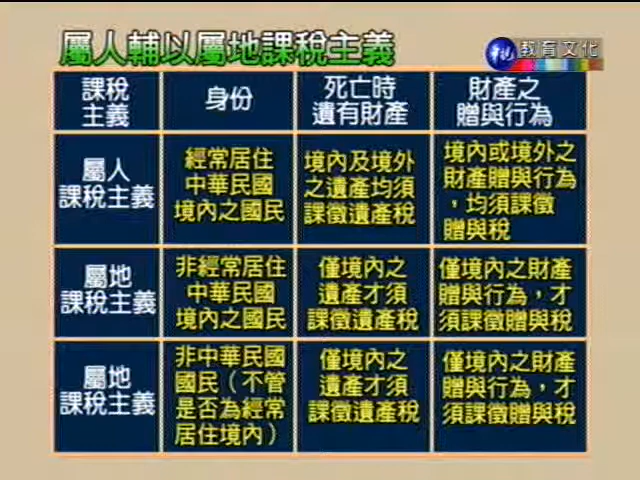 屬人輔以屬地課稅主義
華視 教育文化
課稅
主義
身份
死亡時
遺有財產
財產之
贈與行為
屬人
課稅主義
經常居住
中華民國
境內之國民
境內及境外
之遺產均須
課徵遺產稅
境內或境外之
財產贈與行為
，均須課徵
贈與稅
屬地
課稅主義
非經常居住
中華民國
境內之國民
僅境內之
遺產才須
課徵遺產稅
僅境內之財產
贈與行為，才
須課徵贈與稅
屬地
課稅主義
非中華民國
國民（不管
是否為經常
居住境內）
僅境內之
遺產才須
課徵遺產稅
僅境內之財產
贈與行為，才
須課徵贈與稅